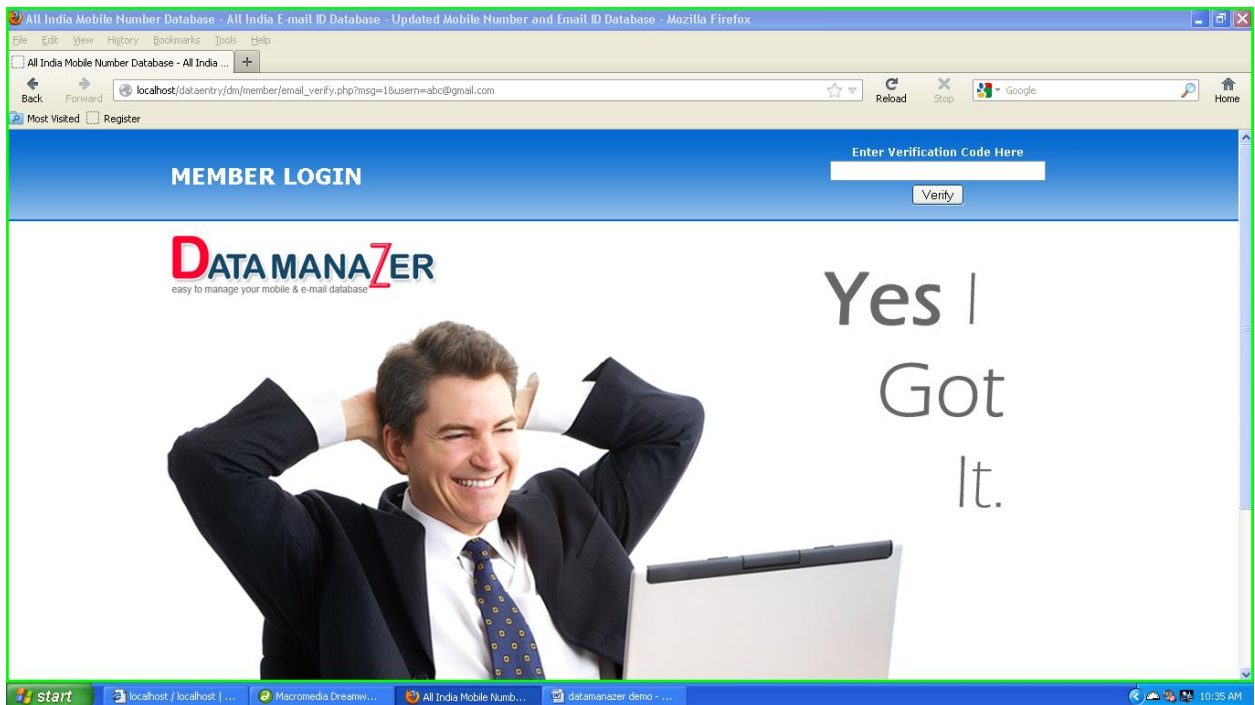 All India Mobile Number Database - All India E-mail ID Database - Updated Mobile Number and Email ID Database - Mozilla Firefox
File Edit View History Bookmarks Tools Help
All India Mobile Number Database - All India ... +
Back Forward localhost/dataentry/dm/member/email_verify.php?msg=1&usern=abc@gmail.com Reload Stop Google Home
Most Visited Register
Enter Verification Code Here
MEMBER LOGIN
Verify
DATA MANAZER
easy to manage your mobile & e-mail database
Yes I
Got
It.
start localhost / localhost | ... Macromedia Dreamw... All India Mobile Numb... datamanazer demo - ... 10:35 AM